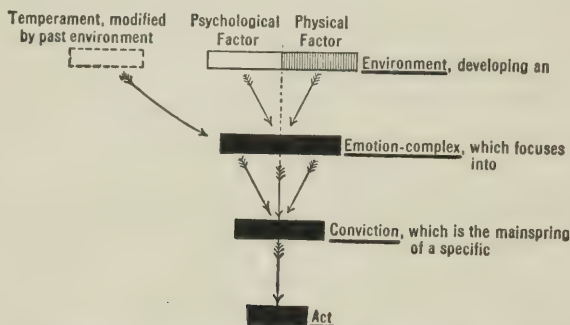 Temperament, modified
by past environment
Psychological
Factor
Physical
Factor
Environment, developing an
Emotion-complex, which focuses
into
Conviction, which is the mainspring
of a specific
Act